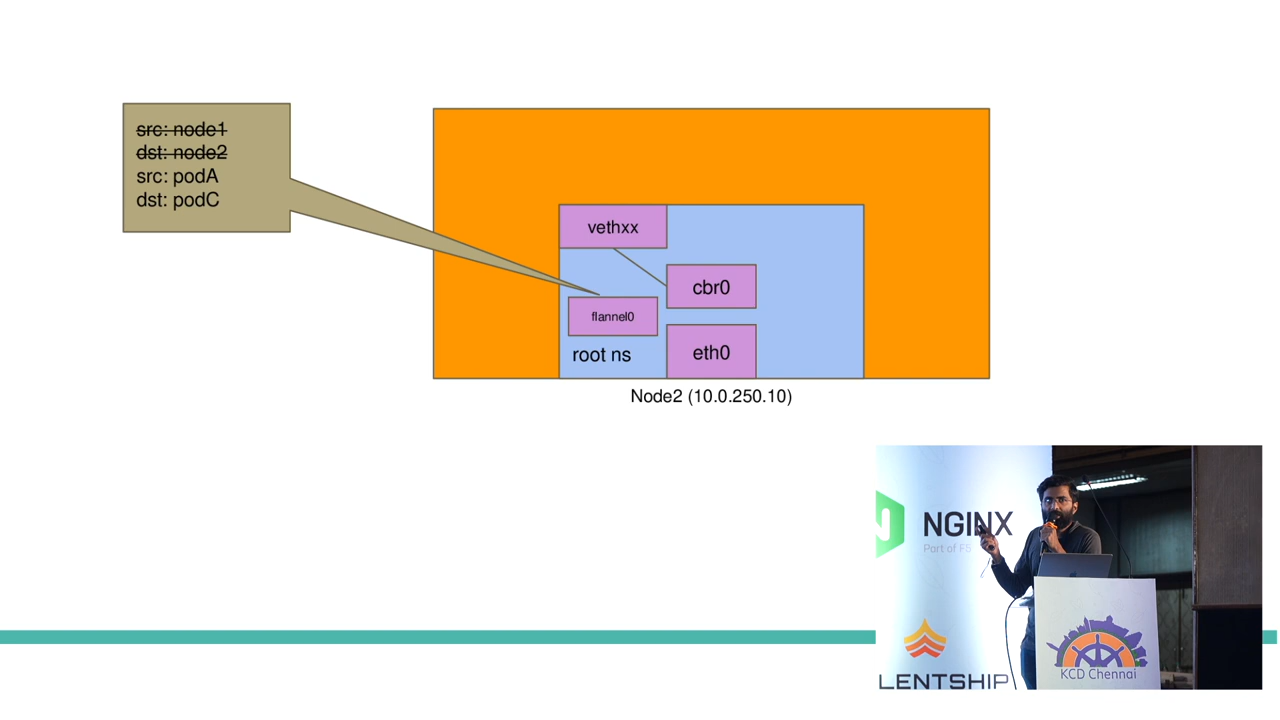 src: node1
dst: node2
src: podA
dst: podC
vethxx
cbr0
flannel0
root ns
eth0
Node2 (10.0.250.10)
NGINX
Part of F5
LENTSHIP
KCD Chennai